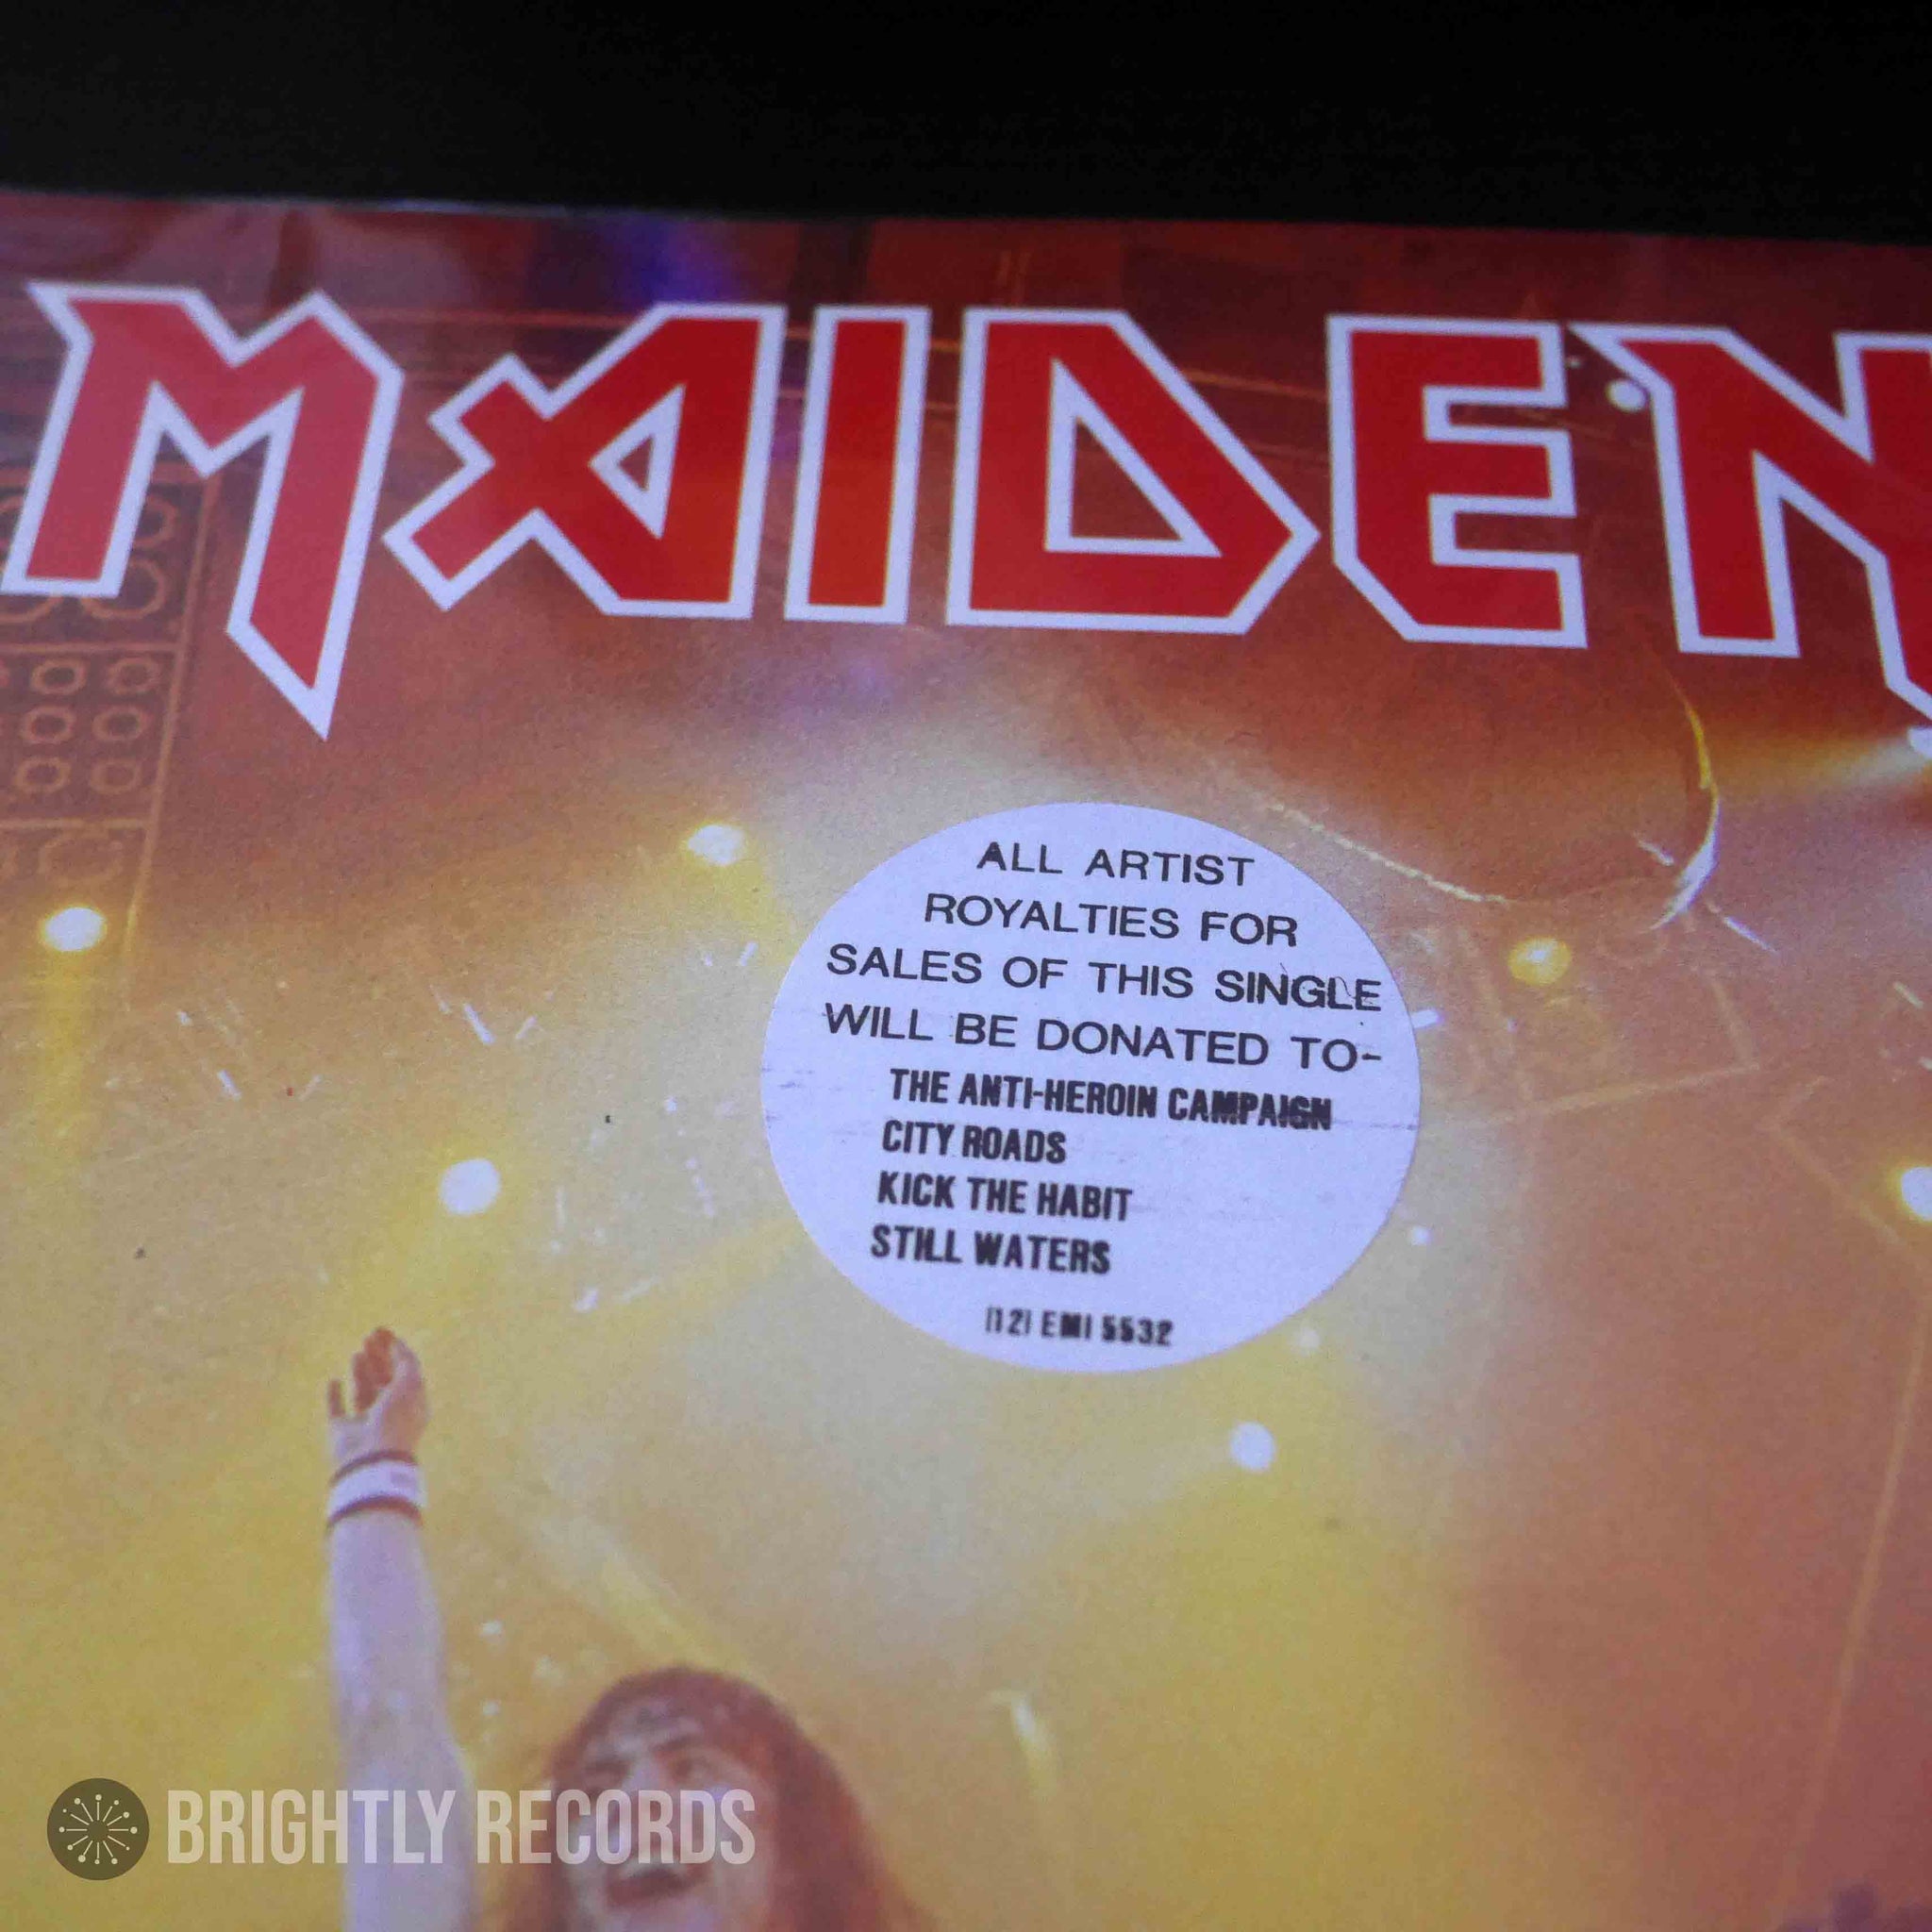 MAIDEN
ALL ARTIST
ROYALTIES FOR
SALES OF THIS SINGLE
WILL BE DONATED TO-
THE ANTI-HEROIN CAMPAIGN
CITY ROADS
KICK THE HABIT
STILL WATERS
(12) EMI 5532
BRIGHTLY RECORDS